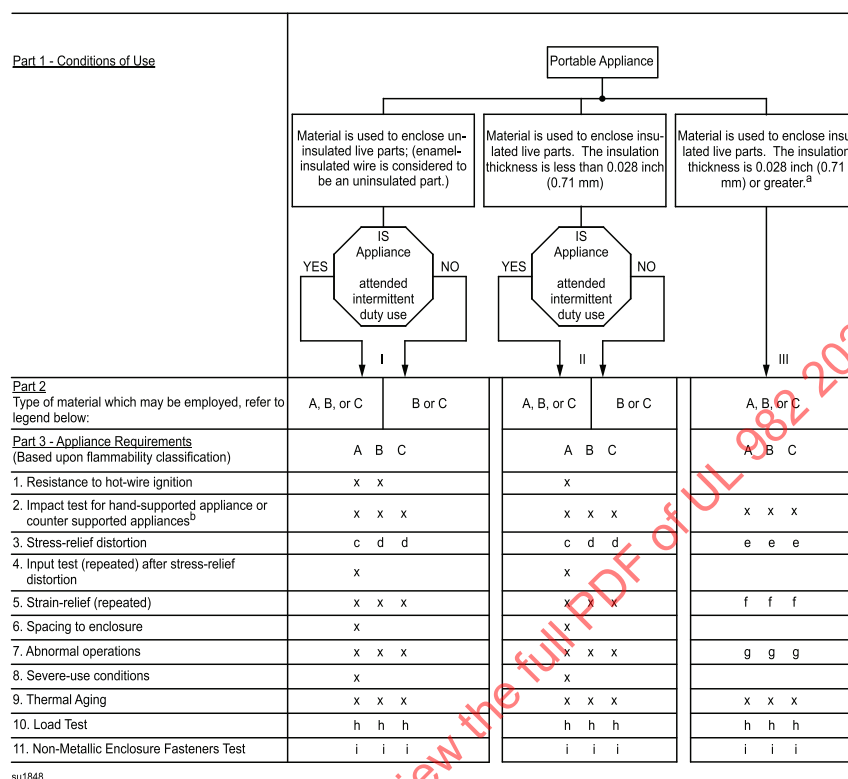 Part 1 - Conditions of Use
Portable Appliance
Material is used to enclose un-
insulated live parts; (enamel-
insulated wire is considered to
be an uninsulated part.)
Material is used to enclose insu-
lated live parts. The insulation
thickness is less than 0.028 inch
(0.71 mm)
Material is used to enclose insu
lated live parts. The insulation
thickness is 0.028 inch (0.71
mm) or greater.a
IS
Appliance
attended
intermittent
duty use
YES
NO
IS
Appliance
attended
intermittent
duty use
YES
NO
I
II
III
Part 2
Type of material which may be employed, refer to
legend below:
A, B, or C
B or C
A, B, or C
B or C
A, B, or C
Part 3 - Appliance Requirements
(Based upon flammability classification)
A B C
A B C
A B C
1. Resistance to hot-wire ignition
x x
x
2. Impact test for hand-supported appliance or
counter supported appliancesb
x x x
x x x
x x x
3. Stress-relief distortion
c d d
c d d
e e e
4. Input test (repeated) after stress-relief
distortion
x
x
5. Strain-relief (repeated)
x x x
x x x
f f f
6. Spacing to enclosure
x
x
7. Abnormal operations
x x x
x x x
g g g
8. Severe-use conditions
x
x
9. Thermal Aging
x x x
x x x
x x x
10. Load Test
h h h
h h h
h h h
11. Non-Metallic Enclosure Fasteners Test
i i i
i i i
i i i
su1848
view the full PDF of UL 982 202